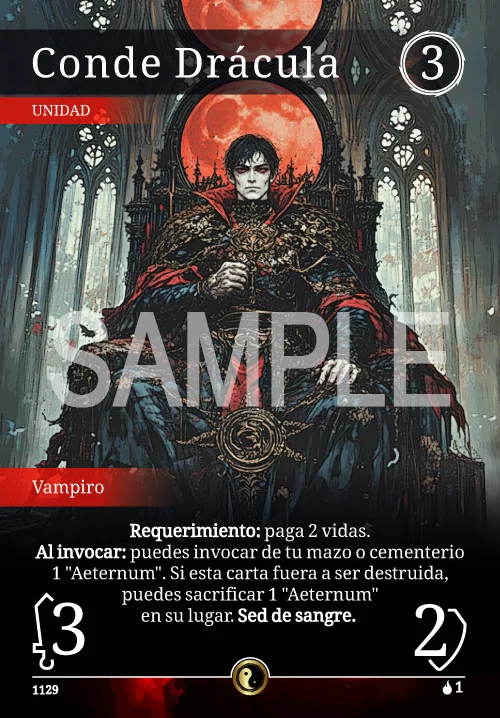 Conde Drácula
3
UNIDAD
SAMPLE
Vampiro
Requerimiento: paga 2 vidas.
Al invocar: puedes invocar de tu mazo o cementerio
1 "Aeternum". Si esta carta fuera a ser destruida,
puedes sacrificar 1 "Aeternum"
en su lugar. Sed de sangre.
3
2
1129
1